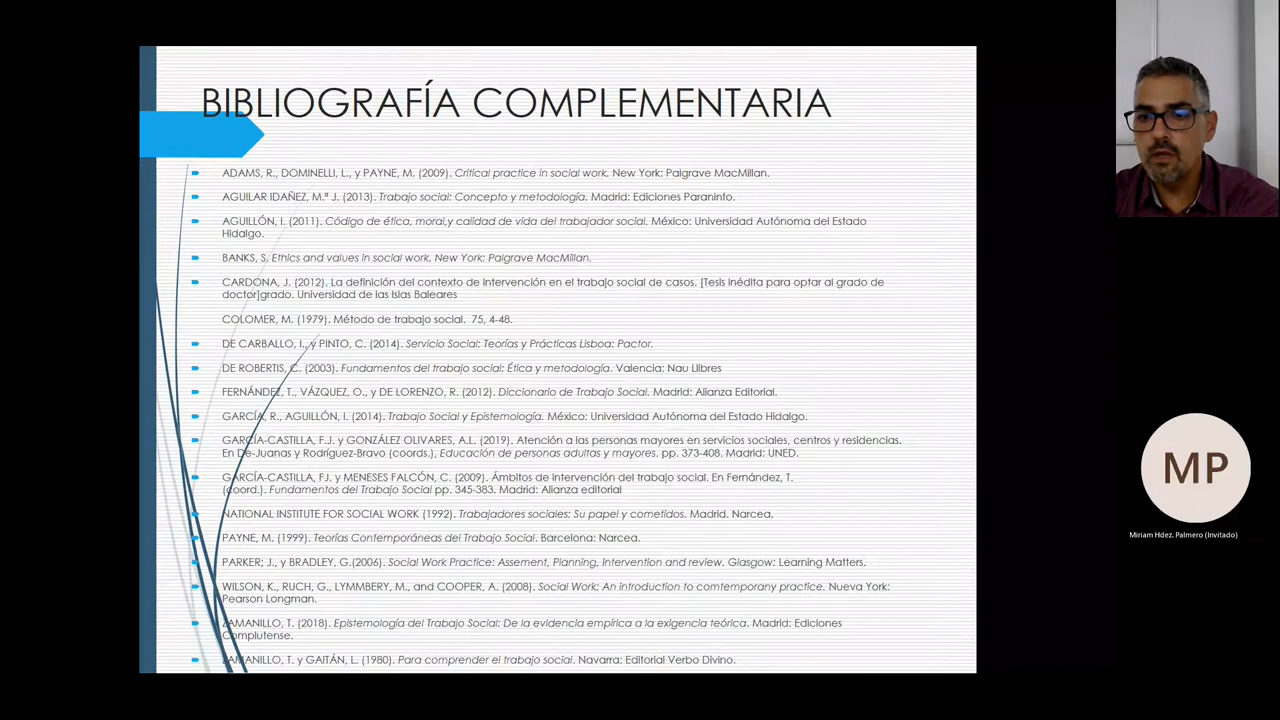 BIBLIOGRAFÍA COMPLEMENTARIA
ADAMS, R., DOMINELLI, L., y PAYNE, M. (2009). Critical practice in social work. New York: Palgrave MacMillan.
AGUILAR IDAÑEZ, M.ª J. (2013). Trabajo social: Concepto y metodología. Madrid: Ediciones Paraninfo.
AGUILLÓN, I. (2011). Código de ética, moral,y calidad de vida del trabajador social. México: Universidad Autónoma del Estado
Hidalgo.
BANKS, S. Ethics and values in social work. New York: Palgrave MacMillan.
CARDONA, J. (2012). La definición del contexto de intervención en el trabajo social de casos. [Tesis inédita para optar al grado de
doctor]grado. Universidad de las Islas Baleares
COLOMER, M. (1979). Método de trabajo social. 75, 4-48.
DE CARBALLO, I., y PINTO, C. (2014). Servicio Social: Teorías y Prácticas Lisboa: Pactor.
DE ROBERTIS, C. (2003). Fundamentos del trabajo social: Ética y metodología. Valencia: Nau Llibres
FERNÁNDEZ, T., VÁZQUEZ, O., y DE LORENZO, R. (2012). Diccionario de Trabajo Social. Madrid: Alianza Editorial.
GARCÍA, R., AGUILLÓN, I. (2014). Trabajo Social y Epistemología. México: Universidad Autónoma del Estado Hidalgo.
GARCÍA-CASTILLA, F.J. y GONZÁLEZ OLIVARES, A.L. (2019). Atención a las personas mayores en servicios sociales, centros y residencias.
En De-Juanas y Rodríguez-Bravo (coords.), Educación de personas adultas y mayores, pp. 373-408. Madrid: UNED.
GARCÍA-CASTILLA, FJ. y MENESES FALCÓN, C. (2009). Ámbitos de intervención del trabajo social. En Fernández, T.
(coord.). Fundamentos del Trabajo Social pp. 345-383. Madrid: Alianza editorial
NATIONAL INSTITUTE FOR SOCIAL WORK (1992). Trabajadores sociales: Su papel y cometidos. Madrid. Narcea.
PAYNE, M. (1999). Teorías Contemporáneas del Trabajo Social. Barcelona: Narcea.
PARKER; J., y BRADLEY, G.(2006). Social Work Practice: Assement, Planning, Intervention and review. Glasgow: Learning Matters.
WILSON, K., RUCH, G., LYMMBERY, M., and COOPER, A. (2008). Social Work: An introduction to comtemporany practice. Nueva York:
Pearson Longman.
ZAMANILLO, T. (2018). Epistemología del Trabajo Social: De la evidencia empírica a la exigencia teórica. Madrid: Ediciones
Complutense.
ZAMANILLO, T. y GAITÁN, L. (1980). Para comprender el trabajo social. Navarra: Editorial Verbo Divino.
MP
Miriam Hdez. Palmero (Invitado)